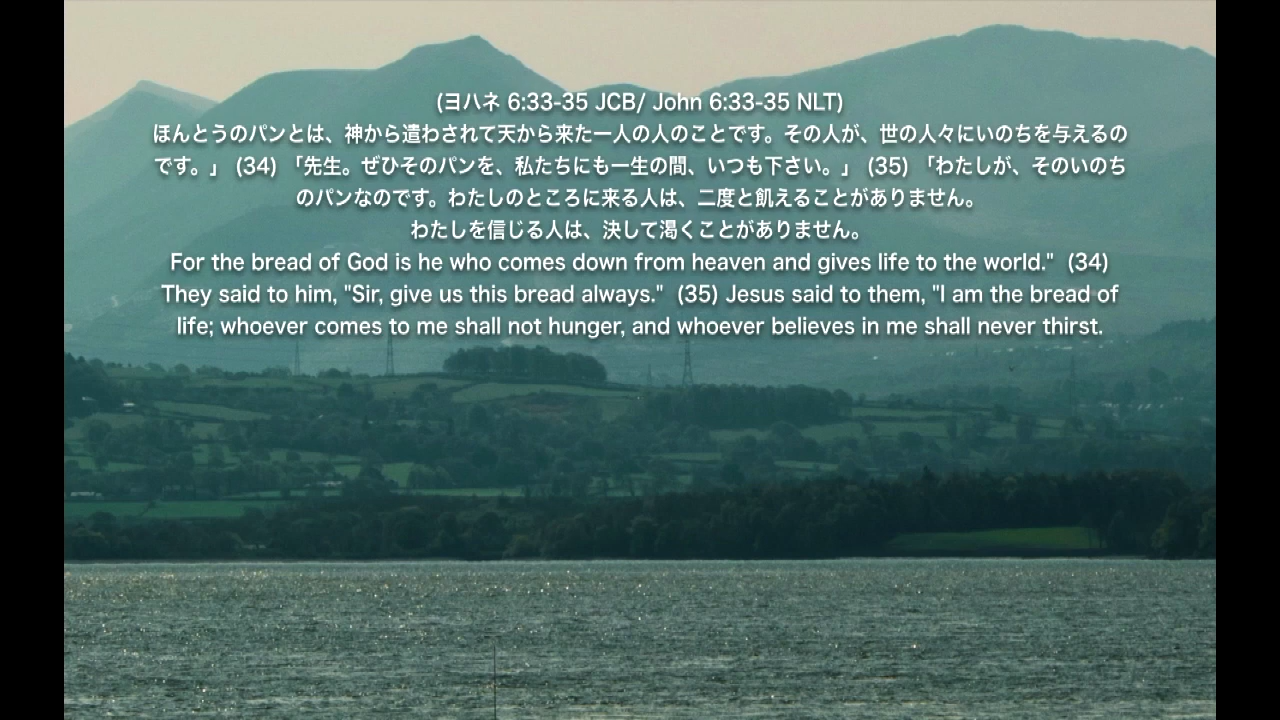 (ヨハネ 6:33-35 JCB/ John 6:33-35 NLT)
ほんとうのパンとは、神から遣わされて天から来た一人の人のことです。その人が、世の人々にいのちを与えるの
です。」 (34) 「先生。ぜひそのパンを、私たちにも一生の間、いつも下さい。」 (35) 「わたしが、そのいのち
のパンなのです。わたしのところに来る人は、二度と飢えることがありません。
わたしを信じる人は、決して渇くことがありません。
For the bread of God is he who comes down from heaven and gives life to the world."  (34)
They said to him, "Sir, give us this bread always."  (35) Jesus said to them, "I am the bread of
life; whoever comes to me shall not hunger, and whoever believes in me shall never thirst.